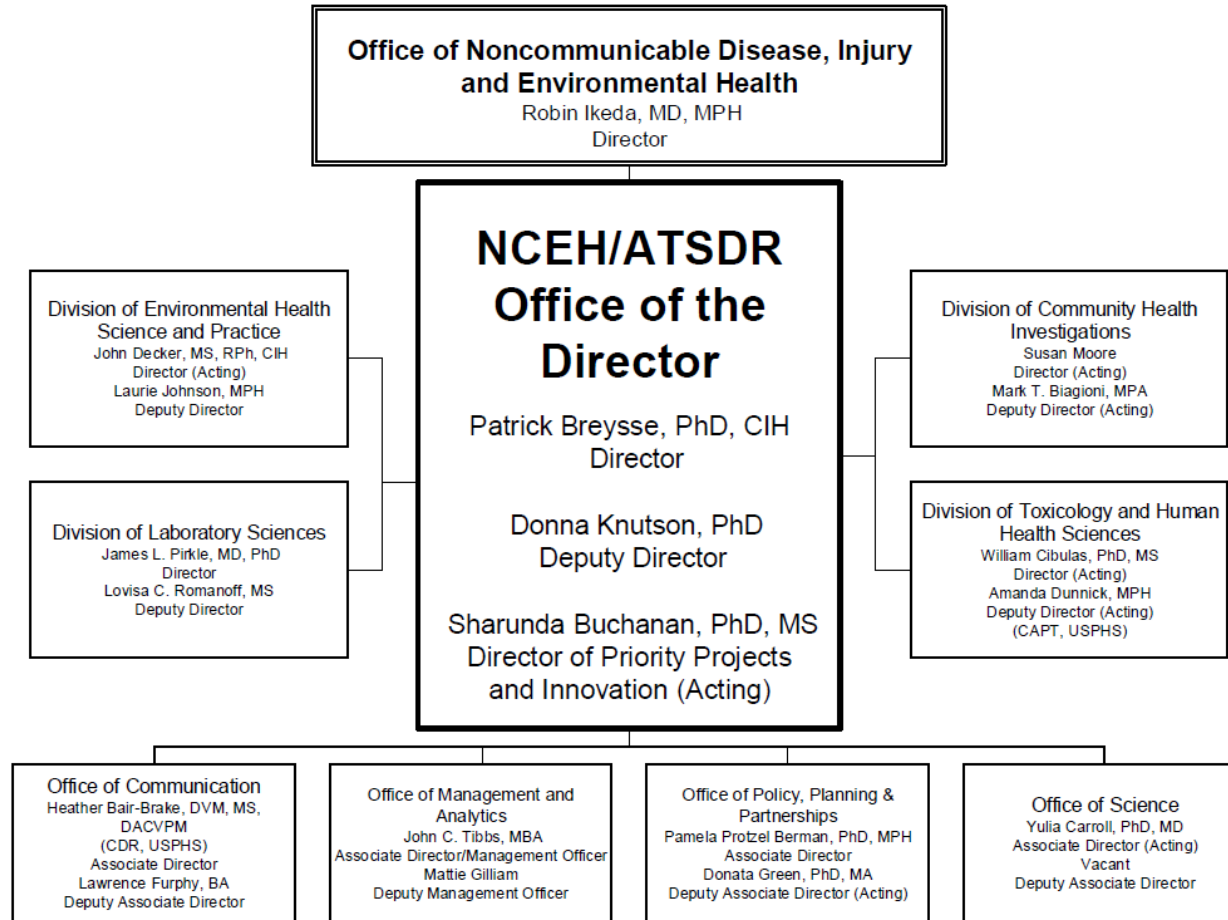 Office of Noncommunicable Disease, Injury
and Environmental Health
Robin Ikeda, MD, MPH
Director
NCEH/ATSDR
Office of the
Director
Patrick Breysse, PhD, CIH
Director
Donna Knutson, PhD
Deputy Director
Sharunda Buchanan, PhD, MS
Director of Priority Projects
and Innovation (Acting)
Division of Environmental Health
Science and Practice
John Decker, MS, RPh, CIH
Director (Acting)
Laurie Johnson, MPH
Deputy Director
Division of Laboratory Sciences
James L. Pirkle, MD, PhD
Director
Lovisa C. Romanoff, MS
Deputy Director
Division of Community Health
Investigations
Susan Moore
Director (Acting)
Mark T. Biagioni, MPA
Deputy Director (Acting)
Division of Toxicology and Human
Health Sciences
William Cibulas, PhD, MS
Director (Acting)
Amanda Dunnick, MPH
Deputy Director (Acting)
(CAPT, USPHS)
Office of Communication
Heather Bair-Brake, DVM, MS,
DACVPM
(CDR, USPHS)
Associate Director
Lawrence Furphy, BA
Deputy Associate Director
Office of Management and
Analytics
John C. Tibbs, MBA
Associate Director/Management Officer
Mattie Gilliam
Deputy Management Officer
Office of Policy, Planning &
Partnerships
Pamela Protzel Berman, PhD, MPH
Associate Director
Donata Green, PhD, MA
Deputy Associate Director (Acting)
Office of Science
Yulia Carroll, PhD, MD
Associate Director (Acting)
Vacant
Deputy Associate Director